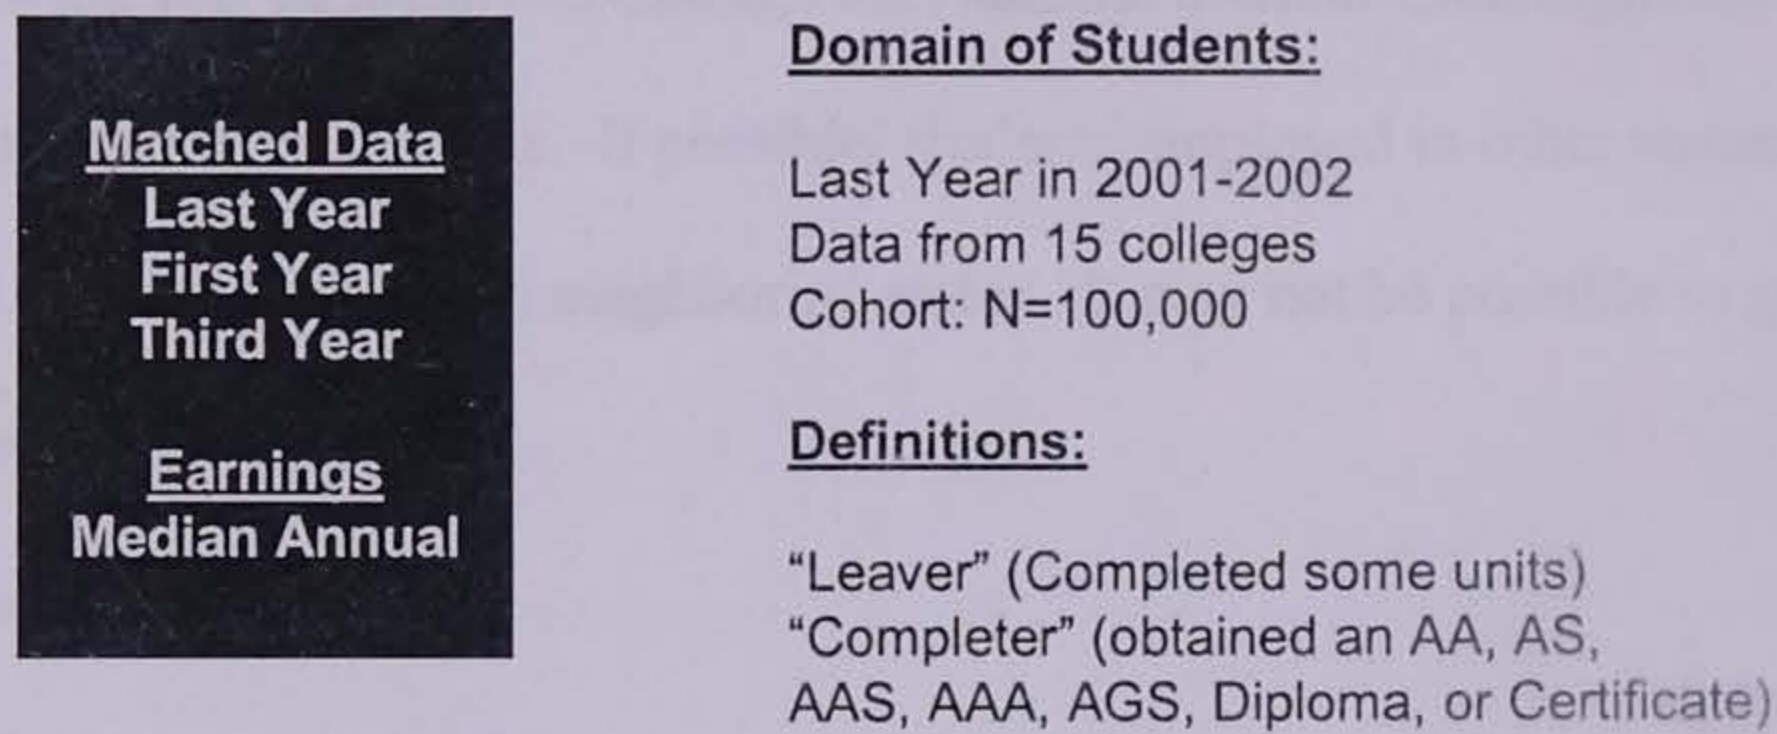 Matched Data
Last Year
First Year
Third Year
Earnings
Median Annual
Domain of Students:
Last Year in 2001-2002
Data from 15 colleges
Cohort: N=100,000
Definitions:
“Leaver” (Completed some units)
“Completer” (obtained an AA, AS,
AAS, AAA, AGS, Diploma, or Certificate)